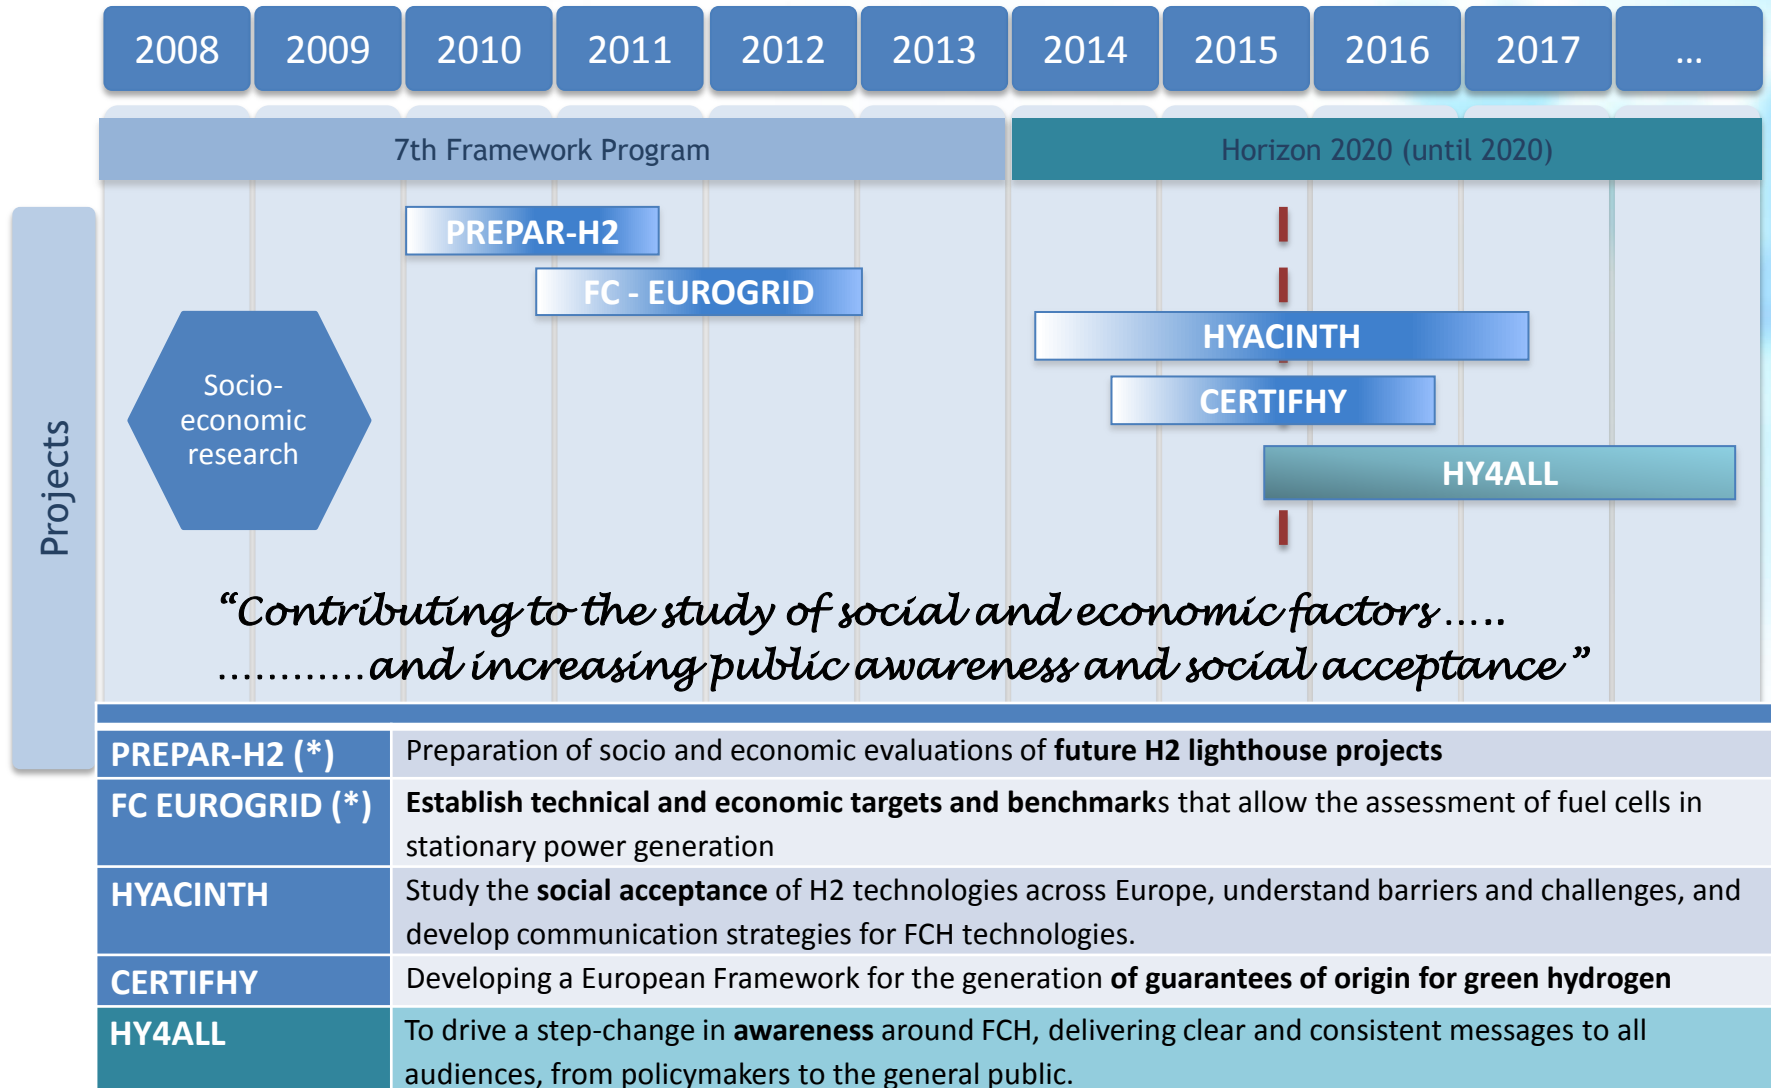 2008 2009 2010 2011 2012 2013 2014 2015 2016 2017 ...
7th Framework Program Horizon 2020 (until 2020)
Projects
PREPAR-H2
FC - EUROGRID
HYACINTH
CERTIFHY
HY4ALL
Socio-
economic
research
“Contributing to the study of social and economic factors …..
…………and increasing public awareness and social acceptance”
PREPAR-H2 (*) Preparation of socio and economic evaluations of future H2 lighthouse projects
FC EUROGRID (*) Establish technical and economic targets and benchmarks that allow the assessment of fuel cells in
stationary power generation
HYACINTH Study the social acceptance of H2 technologies across Europe, understand barriers and challenges, and
develop communication strategies for FCH technologies.
CERTIFHY Developing a European Framework for the generation of guarantees of origin for green hydrogen
HY4ALL To drive a step-change in awareness around FCH, delivering clear and consistent messages to all
audiences, from policymakers to the general public.